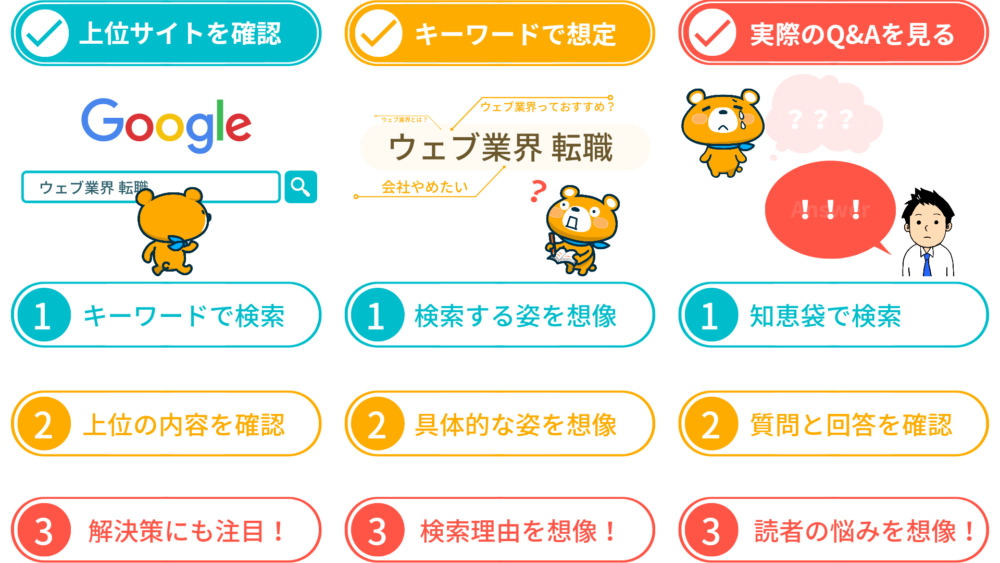 上位サイトを確認
キーワードで想定
実際のQ&Aを見る
Google
ウェブ業界 転職
ウェブ業界っておすすめ？
ウェブ業界とは？
ウェブ業界 転職
会社やめたい
?
？？？
Answer
！！！
1 キーワードで検索
1 検索する姿を想像
1 知恵袋で検索
2 上位の内容を確認
2 具体的な姿を想像
2 質問と回答を確認
3 解決策にも注目！
3 検索理由を想像！
3 読者の悩みを想像！